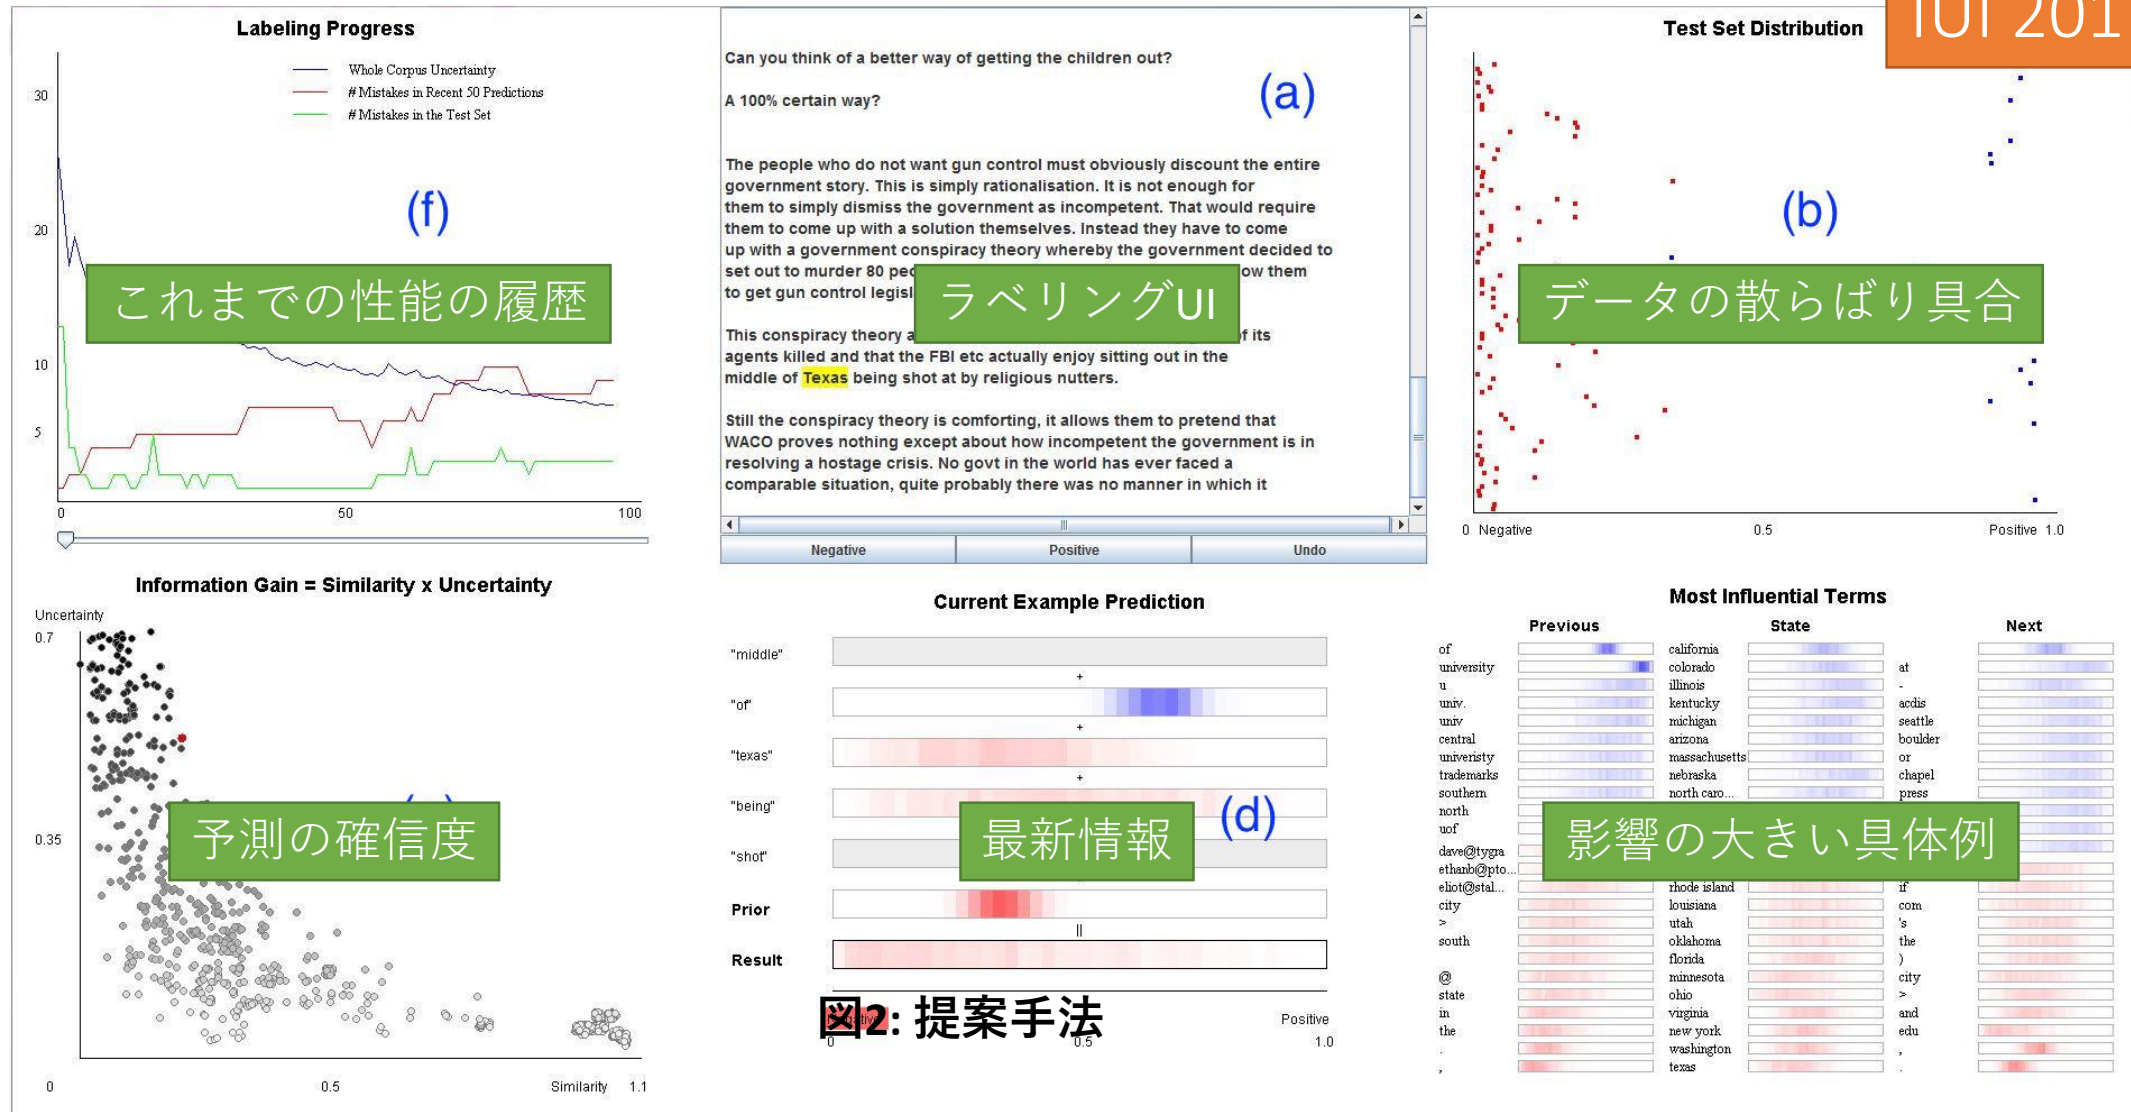 IUI 201
Labeling Progress
Whole Corpus Uncertainty
# Mistakes in Recent 50 Predictions
# Mistakes in the Test Set
30
20
10
5
0
50
100
(f)
これまでの性能の履歴
Can you think of a better way of getting the children out?
A 100% certain way?
(a)
The people who do not want gun control must obviously discount the entire
government story. This is simply rationalisation. It is not enough for
them to simply dismiss the government as incompetent. That would require
them to come up with a solution themselves. Instead they have to come
up with a government conspiracy theory whereby the government decided to
set out to murder 80 ow them
to get gun control
ラベリングUI
This conspiracy theory of its
agents killed and that the FBI etc actually enjoy sitting out in the
middle of Texas being shot at by religious nutters.
Still the conspiracy theory is comforting, it allows them to pretend that
WACO proves nothing except about how incompetent the government is in
resolving a hostage crisis. No govt in the world has ever faced a
comparable situation, quite probably there was no manner in which it
Negative
Positive
Undo
Test Set Distribution
(b)
データの散らばり具合
0 Negative
0.5
Positive 1.0
Information Gain = Similarity x Uncertainty
Uncertainty
0.7
0.35
予測の確信度
0
0.5
Similarity
1.1
Current Example Prediction
"middle"
+
"of"
+
"texas"
+
"being"
"shot"
最新情報
(d)
Prior
||
Result
図2: 提案手法
Positive
0
0.5
1.0
Most Influential Terms
Previous
State
Next
of california
university colorado at
u illinois -
univ. kentucky acdis
univ michigan seattle
central arizona boulder
univeristy massachusetts or
trademarks nebraska chapel
southern north caro... press
north
uof
影響の大きい具体例
dave@tygra
ethanb@pto...
eliot@stal... rhode island if
city louisiana com
> utah 's
south oklahoma the
florida )
@ minnesota city
state ohio >
in virginia and
the new york edu
. washington ,
, texas .